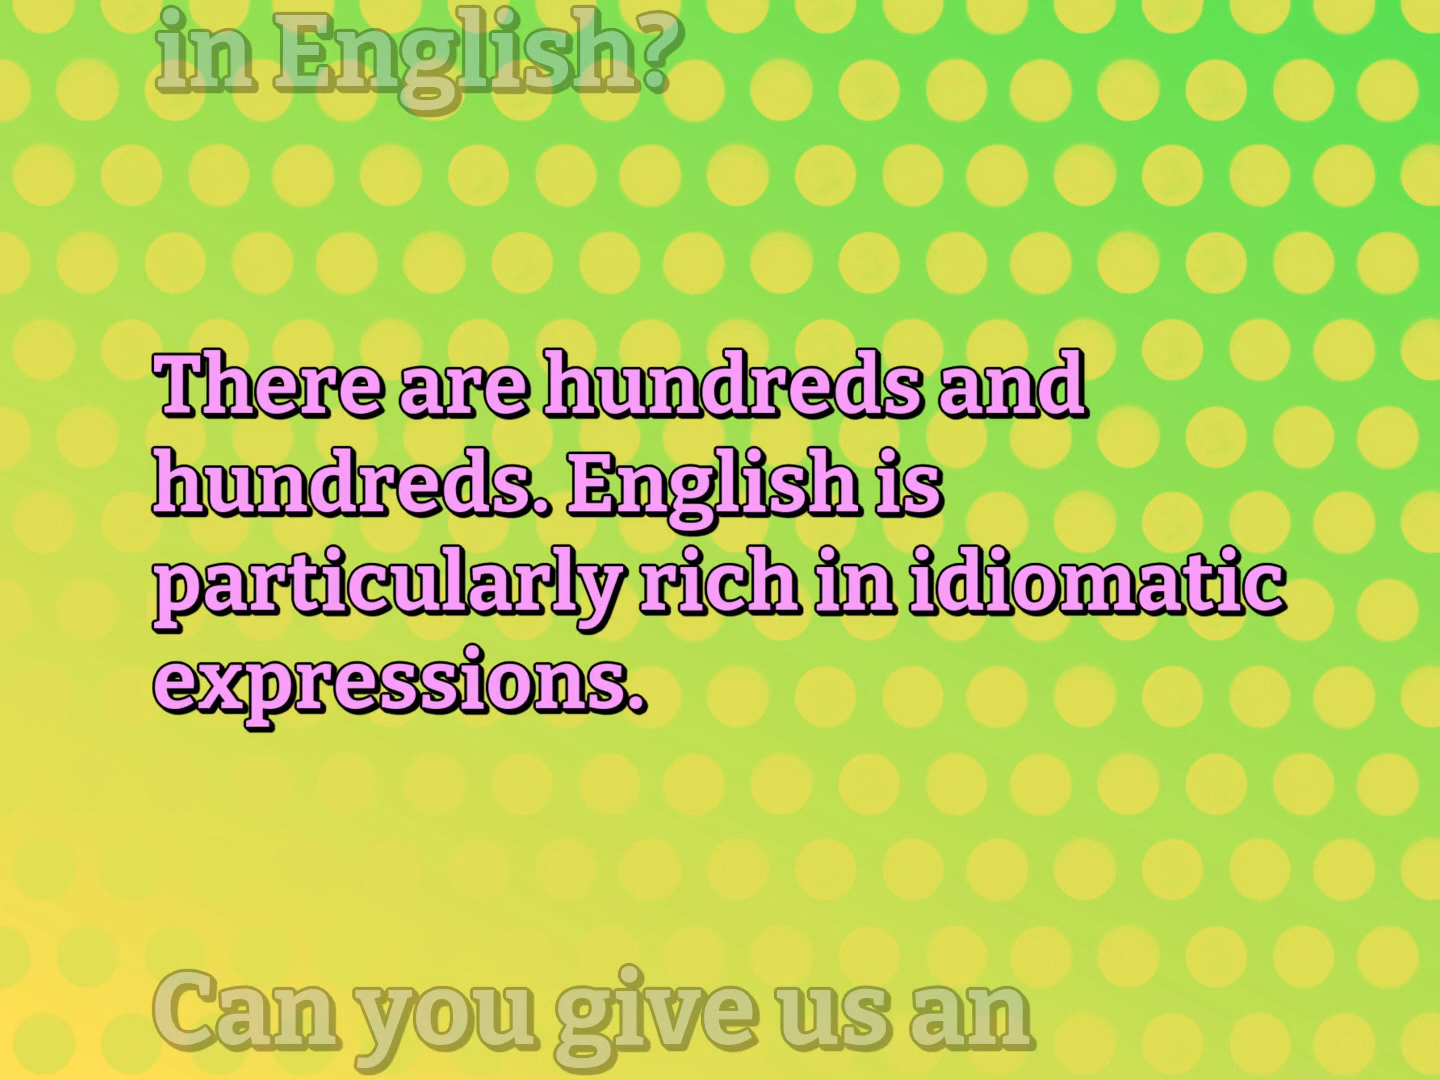 in English?
There are hundreds and
hundreds. English is
particularly rich in idiomatic
expressions.
Can you give us an